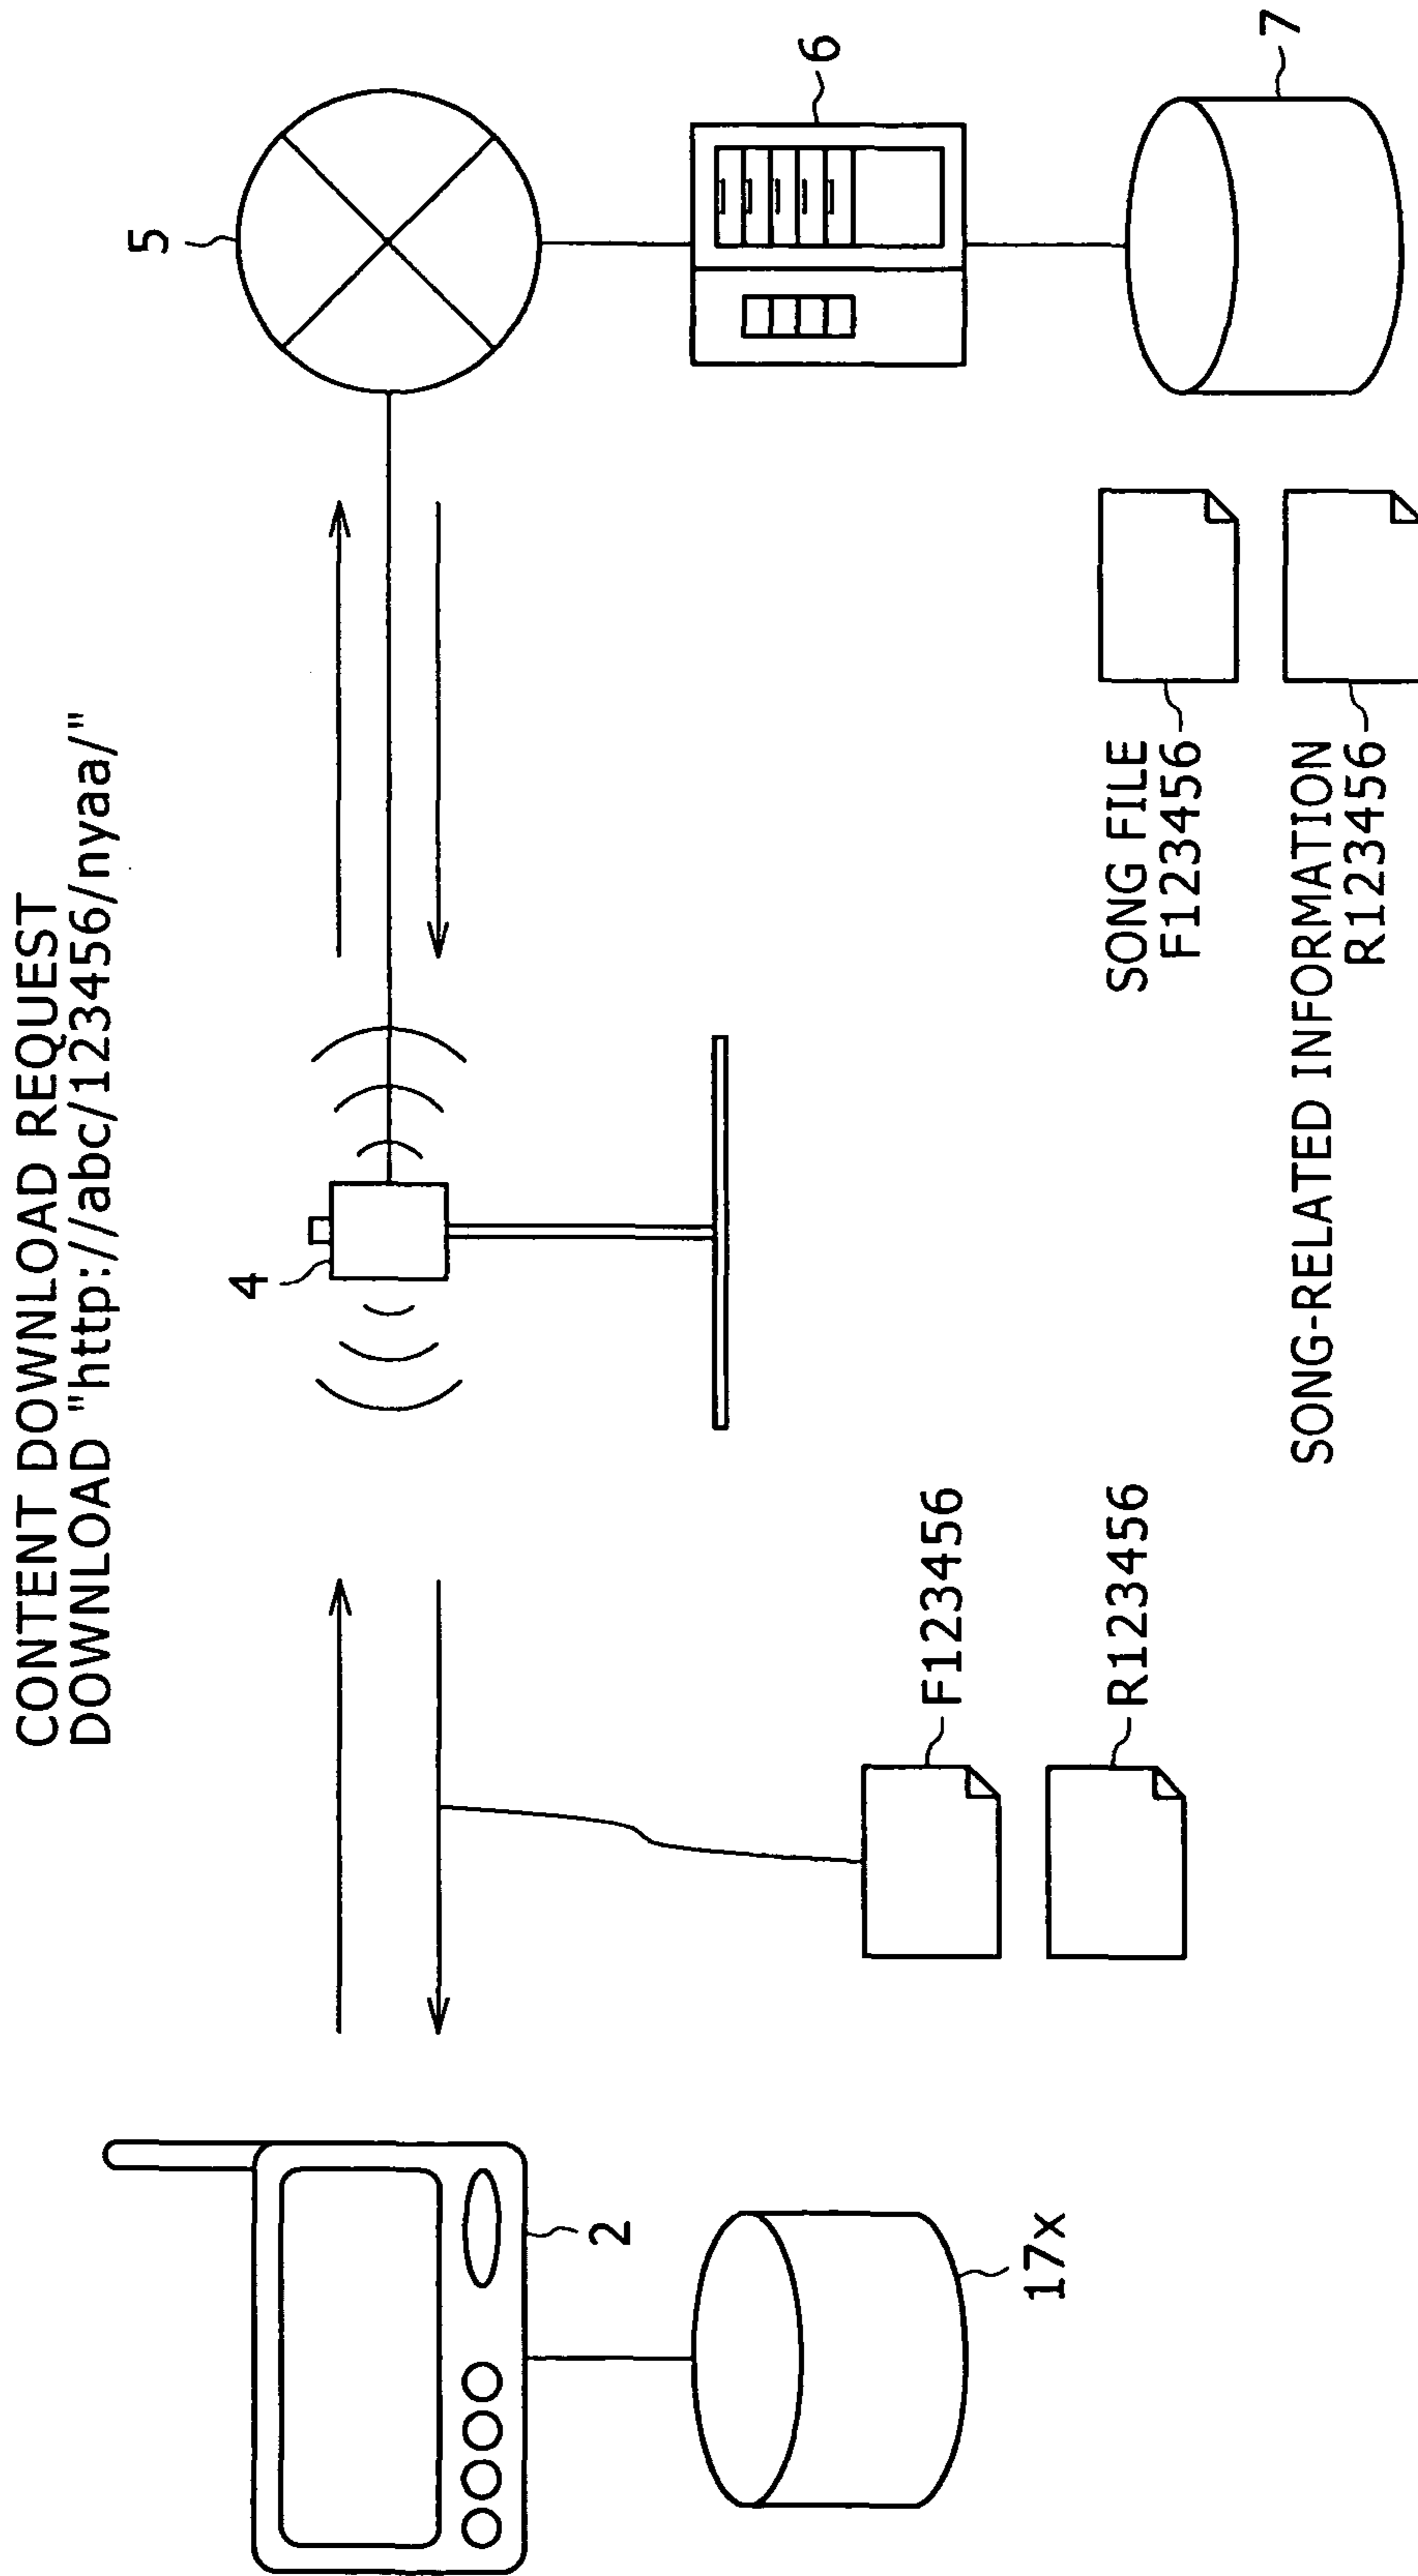 CONTENT DOWNLOAD REQUEST
DOWNLOAD "http://abc/123456/nyaa/"
5
4
6
2
F123456
SONG FILE
F123456
7
17x
R123456
SONG-RELATED INFORMATION
R123456